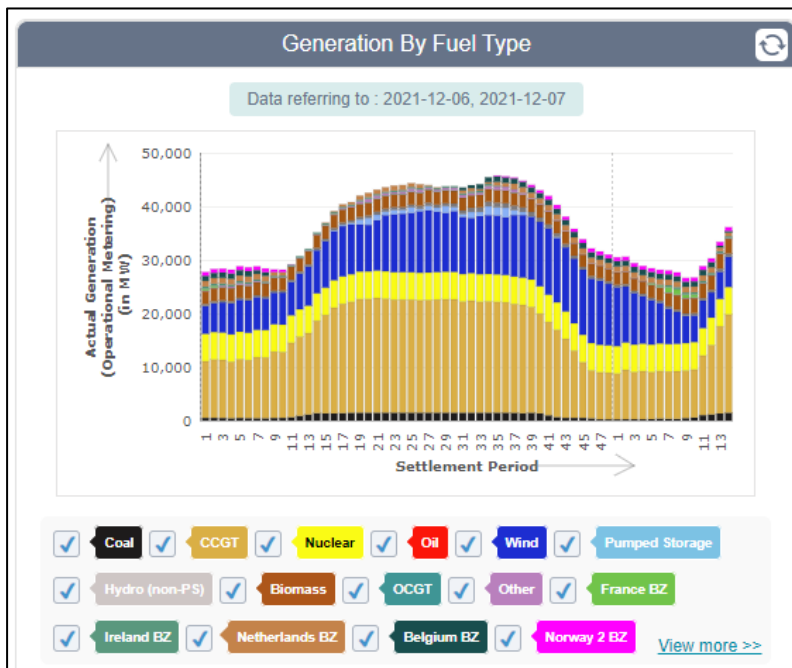 Generation By Fuel Type
Data referring to : 2021-12-06, 2021-12-07
Actual Generation
(Operational Metering)
(in MW)
50,000
40,000
30,000
20,000
10,000
0
1 3 5 7 9 11 13 15 17 19 21 23 25 27 29 31 33 35 37 39 41 43 45 47 1 3 5 7 9 11 13
Settlement Period
Coal CCGT Nuclear Oil Wind Pumped Storage
Hydro (non-PS) Biomass OCGT Other France BZ
Ireland BZ Netherlands BZ Belgium BZ Norway 2 BZ View more >>